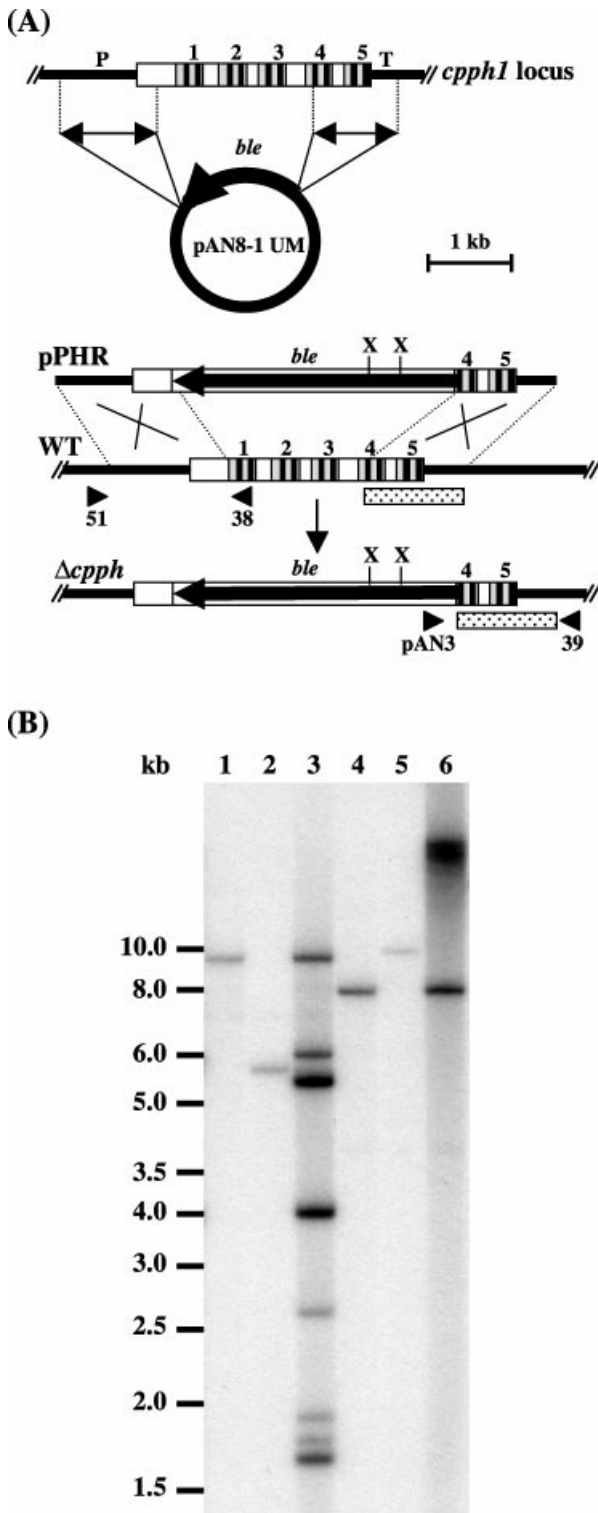 (A)
1 2 3 4 5
P T
// // cpph1 locus
ble
pAN8-1 UM
1 kb
pPHR ble X X 4 5
WT
1 2 3 4 5
// //
51 38
Δcpph ble X X 4 5
// //
pAN3 39
(B)
kb 1 2 3 4 5 6
10.0
8.0
6.0
5.0
3.5
4.0
3.0
2.5
2.0
1.5